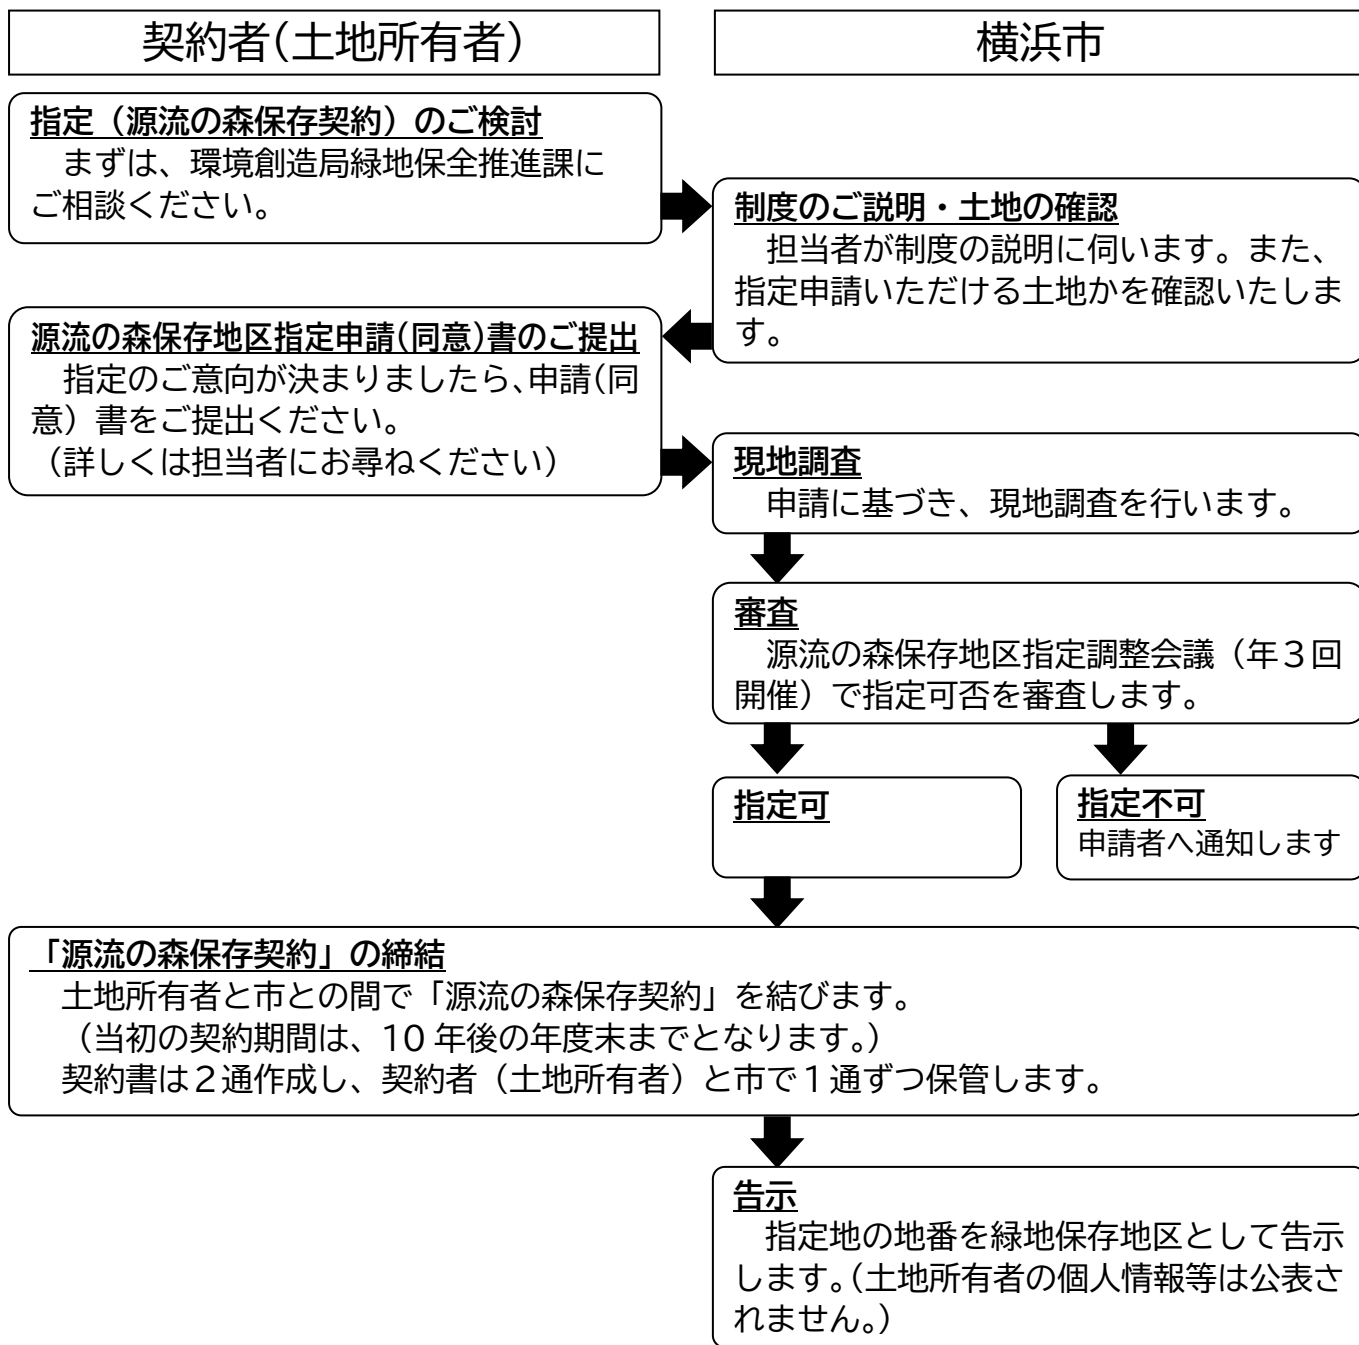 契約者(土地所有者)
横浜市
指定（源流の森保存契約）のご検討
まずは、環境創造局緑地保全推進課に
ご相談ください。
制度のご説明・土地の確認
担当者が制度の説明に伺います。また、
指定申請いただける土地かを確認いたしま
す。
源流の森保存地区指定申請(同意)書のご提出
指定のご意向が決まりましたら、申請(同
意）書をご提出ください。
（詳しくは担当者にお尋ねください）
現地調査
申請に基づき、現地調査を行います。
審査
源流の森保存地区指定調整会議（年３回
開催）で指定可否を審査します。
指定可
指定不可
申請者へ通知します
「源流の森保存契約」の締結
土地所有者と市との間で「源流の森保存契約」を結びます。
（当初の契約期間は、10 年後の年度末までとなります。）
契約書は２通作成し、契約者（土地所有者）と市で１通ずつ保管します。
告示
指定地の地番を緑地保存地区として告示
します。（土地所有者の個人情報等は公表さ
れません。）